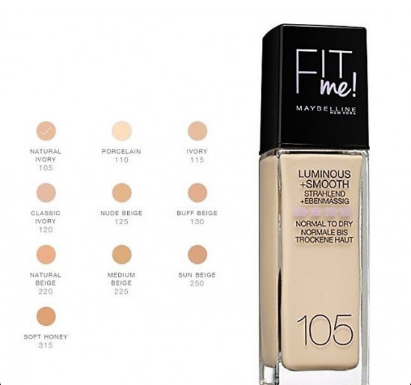 NATURAL
IVORY
105
PORCELAIN
110
IVORY
115
CLASSIC
IVORY
120
NUDE BEIGE
125
BUFF BEIGE
130
NATURAL
BEIGE
220
MEDIUM
BEIGE
225
SUN BEIGE
250
SOFT HONEY
315
FIT
me!
MAYBELLINE
NEW YORK
LUMINOUS
+SMOOTH
STRAHLEND
+EBENMÄSSIG
NORMAL TO DRY
NORMALE BIS
TROCKENE HAUT
105